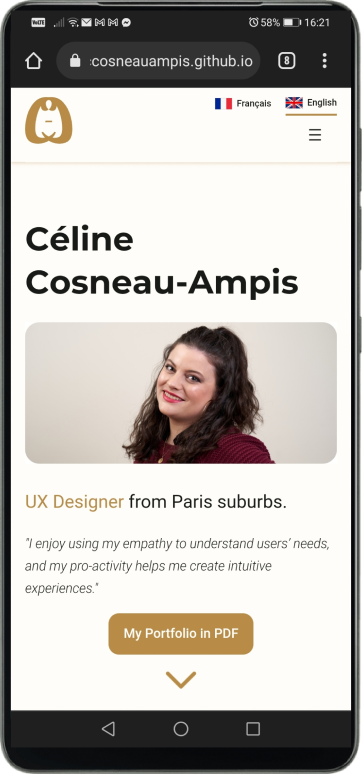 VoLTE
58%
16:21
:cosneauampis.github.io
8
Français
English
Céline
Cosneau-Ampis
UX Designer from Paris suburbs.
"I enjoy using my empathy to understand users' needs,
and my pro-activity helps me create intuitive
experiences."
My Portfolio in PDF